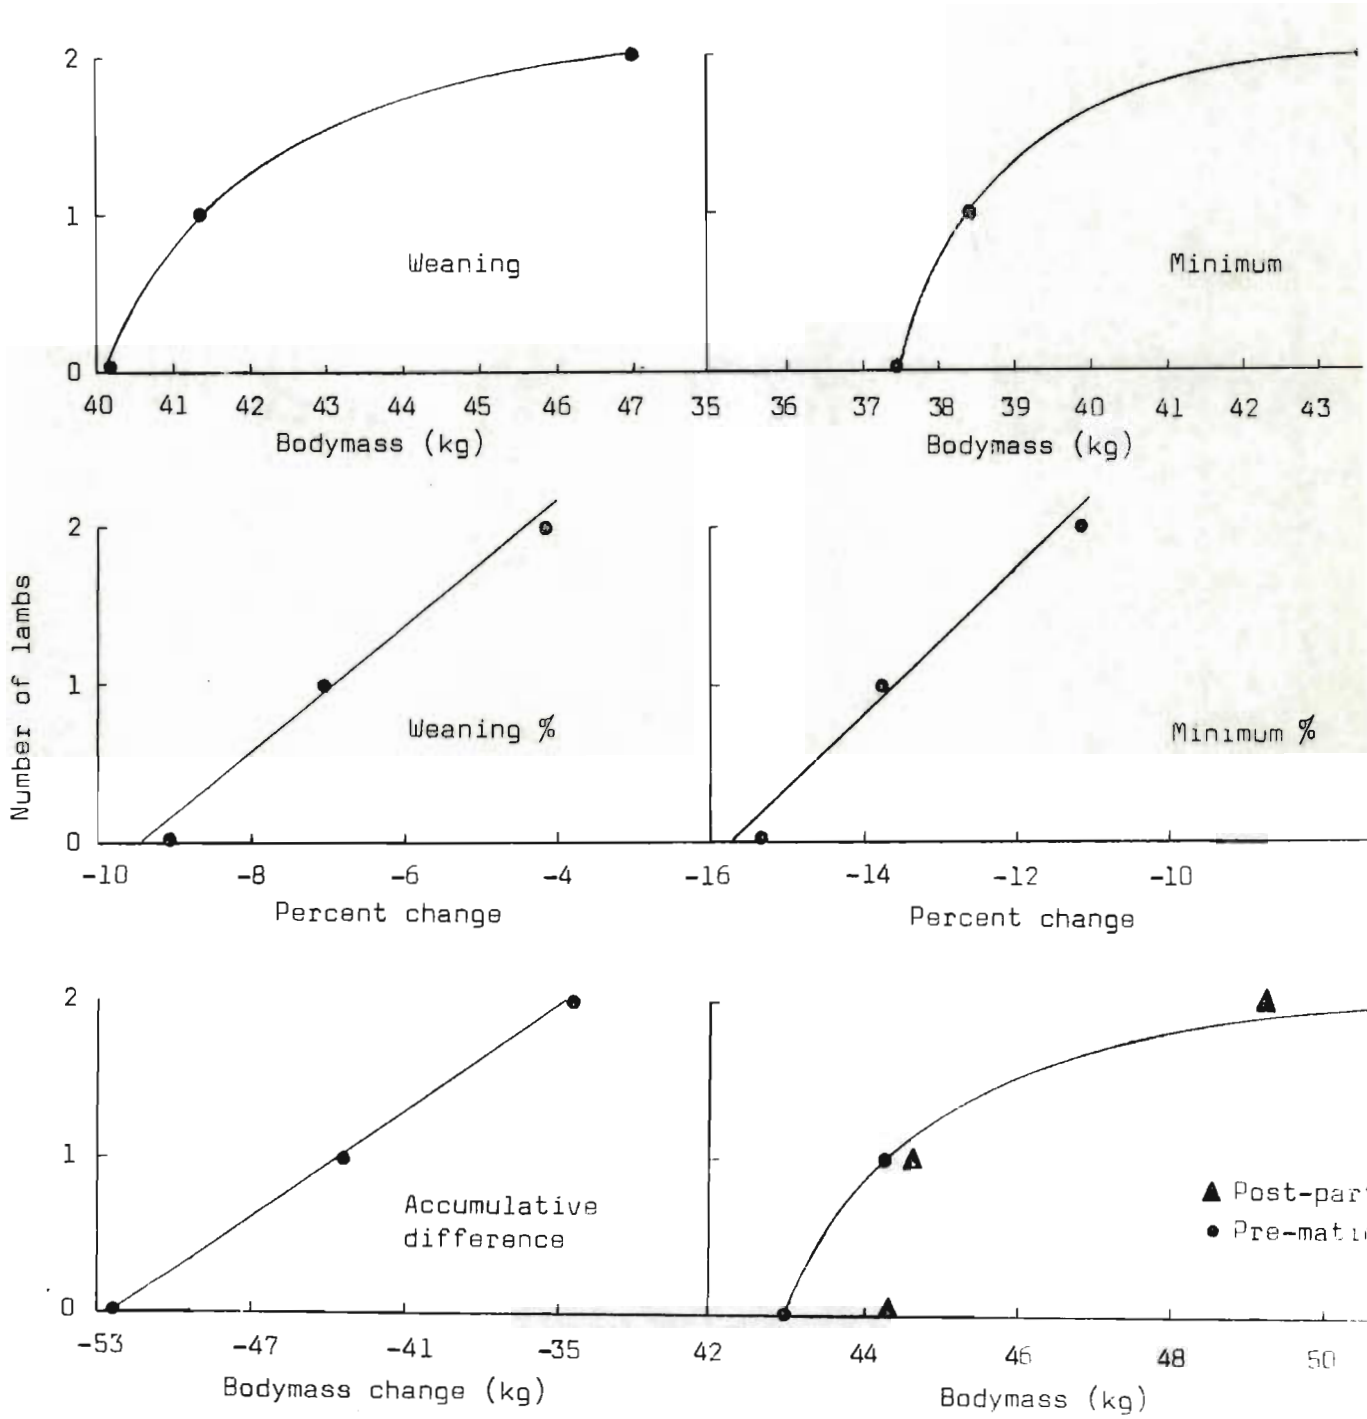 2
1
0
Weaning
Minimum
40 41 42 43 44 45 46 47 35 36 37 38 39 40 41 42 43
Bodymass (kg)
Bodymass (kg)
Number of lambs
2
1
0
Weaning %
Minimum %
-10 -8 -6 -4 -16 -14 -12 -10
Percent change
Percent change
2
1
0
Accumulative
difference
▲ Post-par
● Pre-mati
-53 -47 -41 -35 42 44 46 48 50
Bodymass change (kg)
Bodymass (kg)